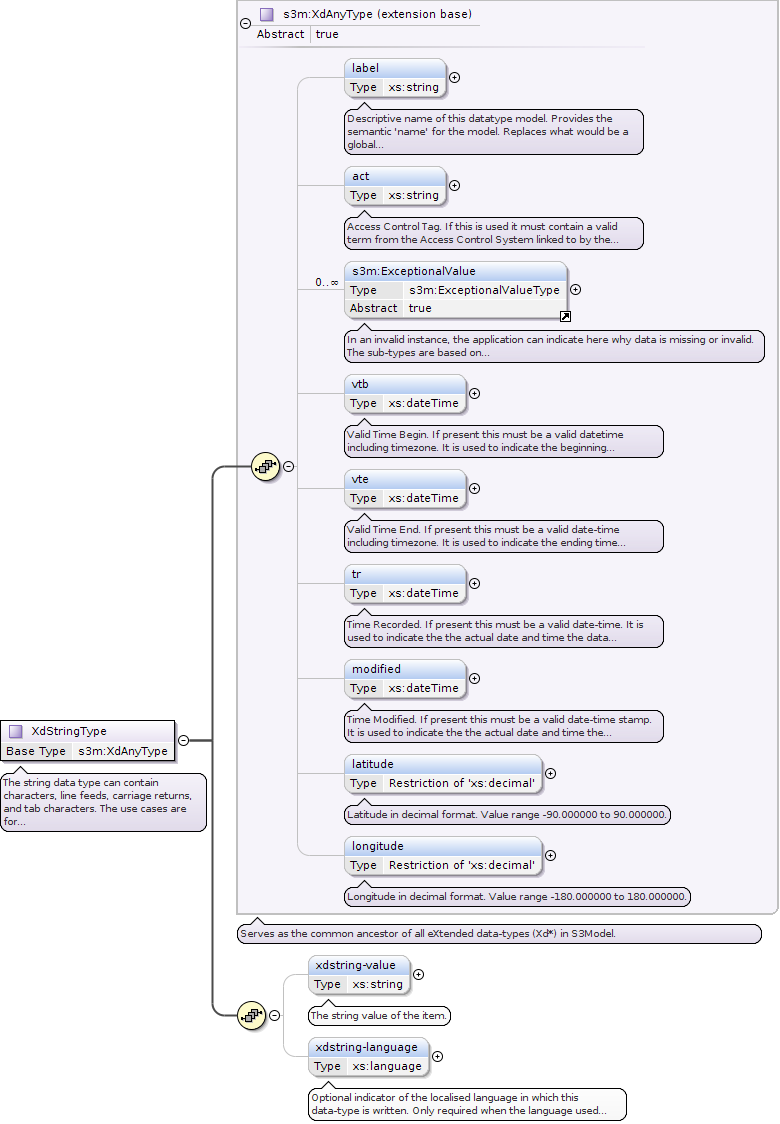 s3m:XdAnyType (extension base)
Abstract true
label
Type xs:string
Descriptive name of this datatype model. Provides the
semantic 'name' for the model. Replaces what would be a
global...
act
Type xs:string
Access Control Tag. If this is used it must contain a valid
term from the Access Control System linked to by the...
0..∞
s3m:ExceptionalValue
Type s3m:ExceptionalValueType
Abstract true
In an invalid instance, the application can indicate here why data is missing or invalid.
The sub-types are based on...
vtb
Type xs:dateTime
Valid Time Begin. If present this must be a valid datetime
including timezone. It is used to indicate the beginning...
vte
Type xs:dateTime
Valid Time End. If present this must be a valid date-time
including timezone. It is used to indicate the ending time...
tr
Type xs:dateTime
Time Recorded. If present this must be a valid date-time. It is
used to indicate the the actual date and time the data...
modified
Type xs:dateTime
Time Modified. If present this must be a valid date-time stamp.
It is used to indicate the the actual date and time the...
XdStringType
Base Type s3m:XdAnyType
The string data type can contain
characters, line feeds, carriage returns,
and tab characters. The use cases are
for...
latitude
Type Restriction of 'xs:decimal'
Latitude in decimal format. Value range -90.000000 to 90.000000.
longitude
Type Restriction of 'xs:decimal'
Longitude in decimal format. Value range -180.000000 to 180.000000.
Serves as the common ancestor of all eXtended data-types (Xd*) in S3Model.
xdstring-value
Type xs:string
The string value of the item.
xdstring-language
Type xs:language
Optional indicator of the localised language in which this
data-type is written. Only required when the language used...